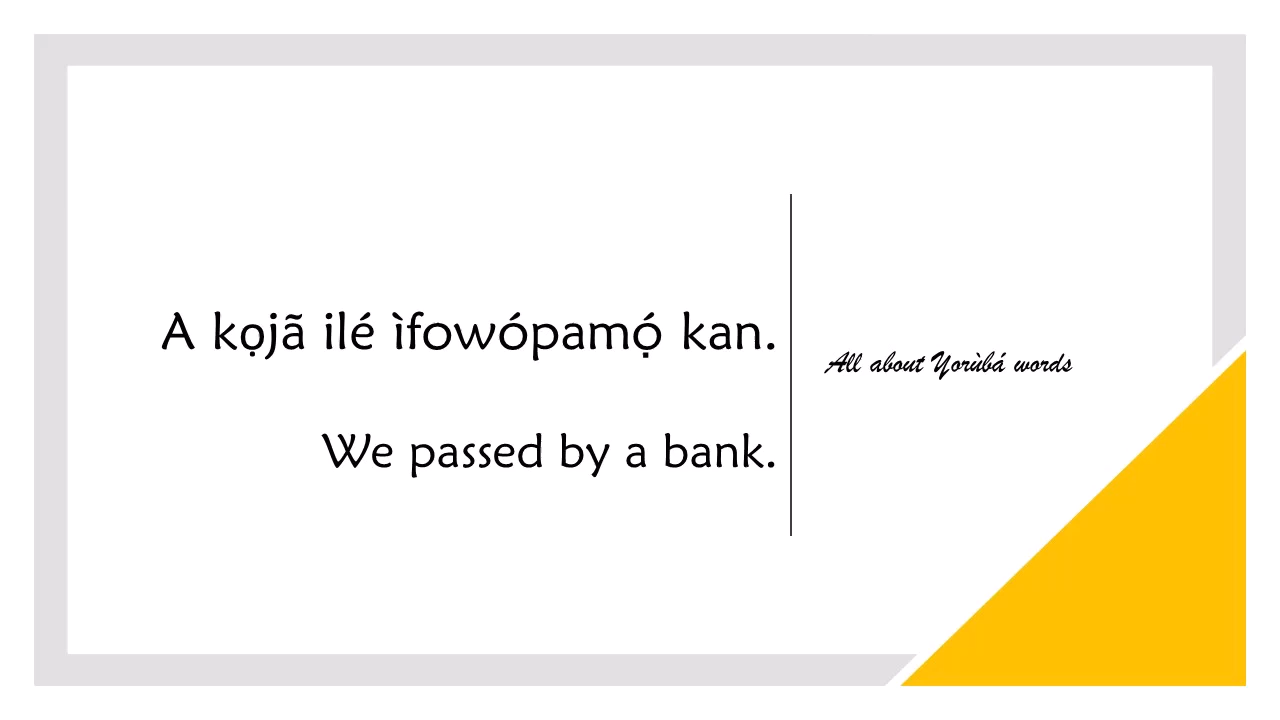 A kọjã ilé ìfowópamọ́ kan.
We passed by a bank.
All about Yorùbá words